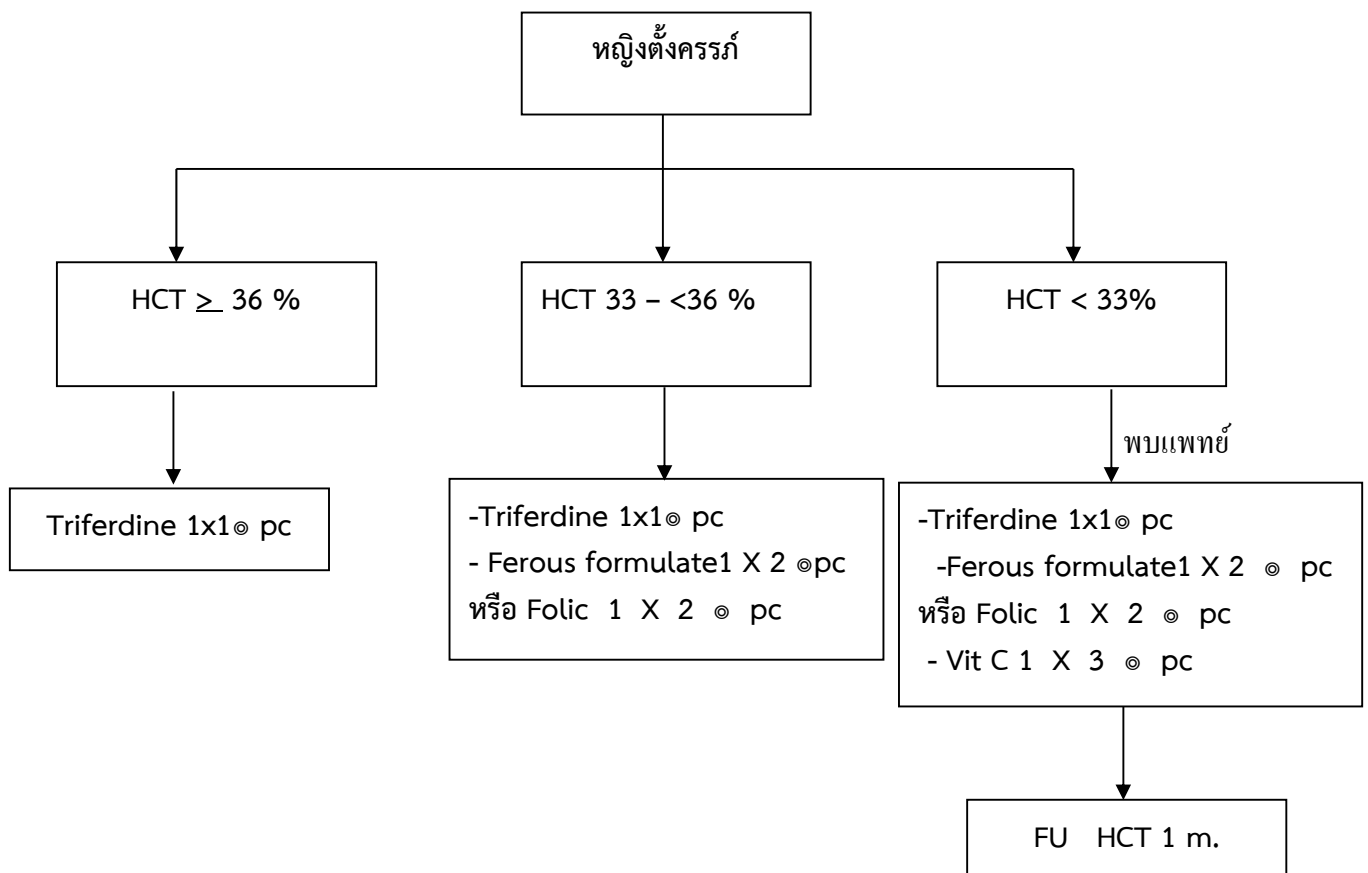 หญิงตั้งครรภ์
HCT ≥ 36 %
HCT 33 – <36 %
HCT < 33%
พบแพทย์
Triferdine 1x1๏ pc
-Triferdine 1x1๏ pc
- Ferous formulate1 X 2 ๏pc
หรือ Folic 1 X 2 ๏ pc
-Triferdine 1x1๏ pc
-Ferous formulate1 X 2 ๏ pc
หรือ Folic 1 X 2 ๏ pc
- Vit C 1 X 3 ๏ pc
FU HCT 1 m.